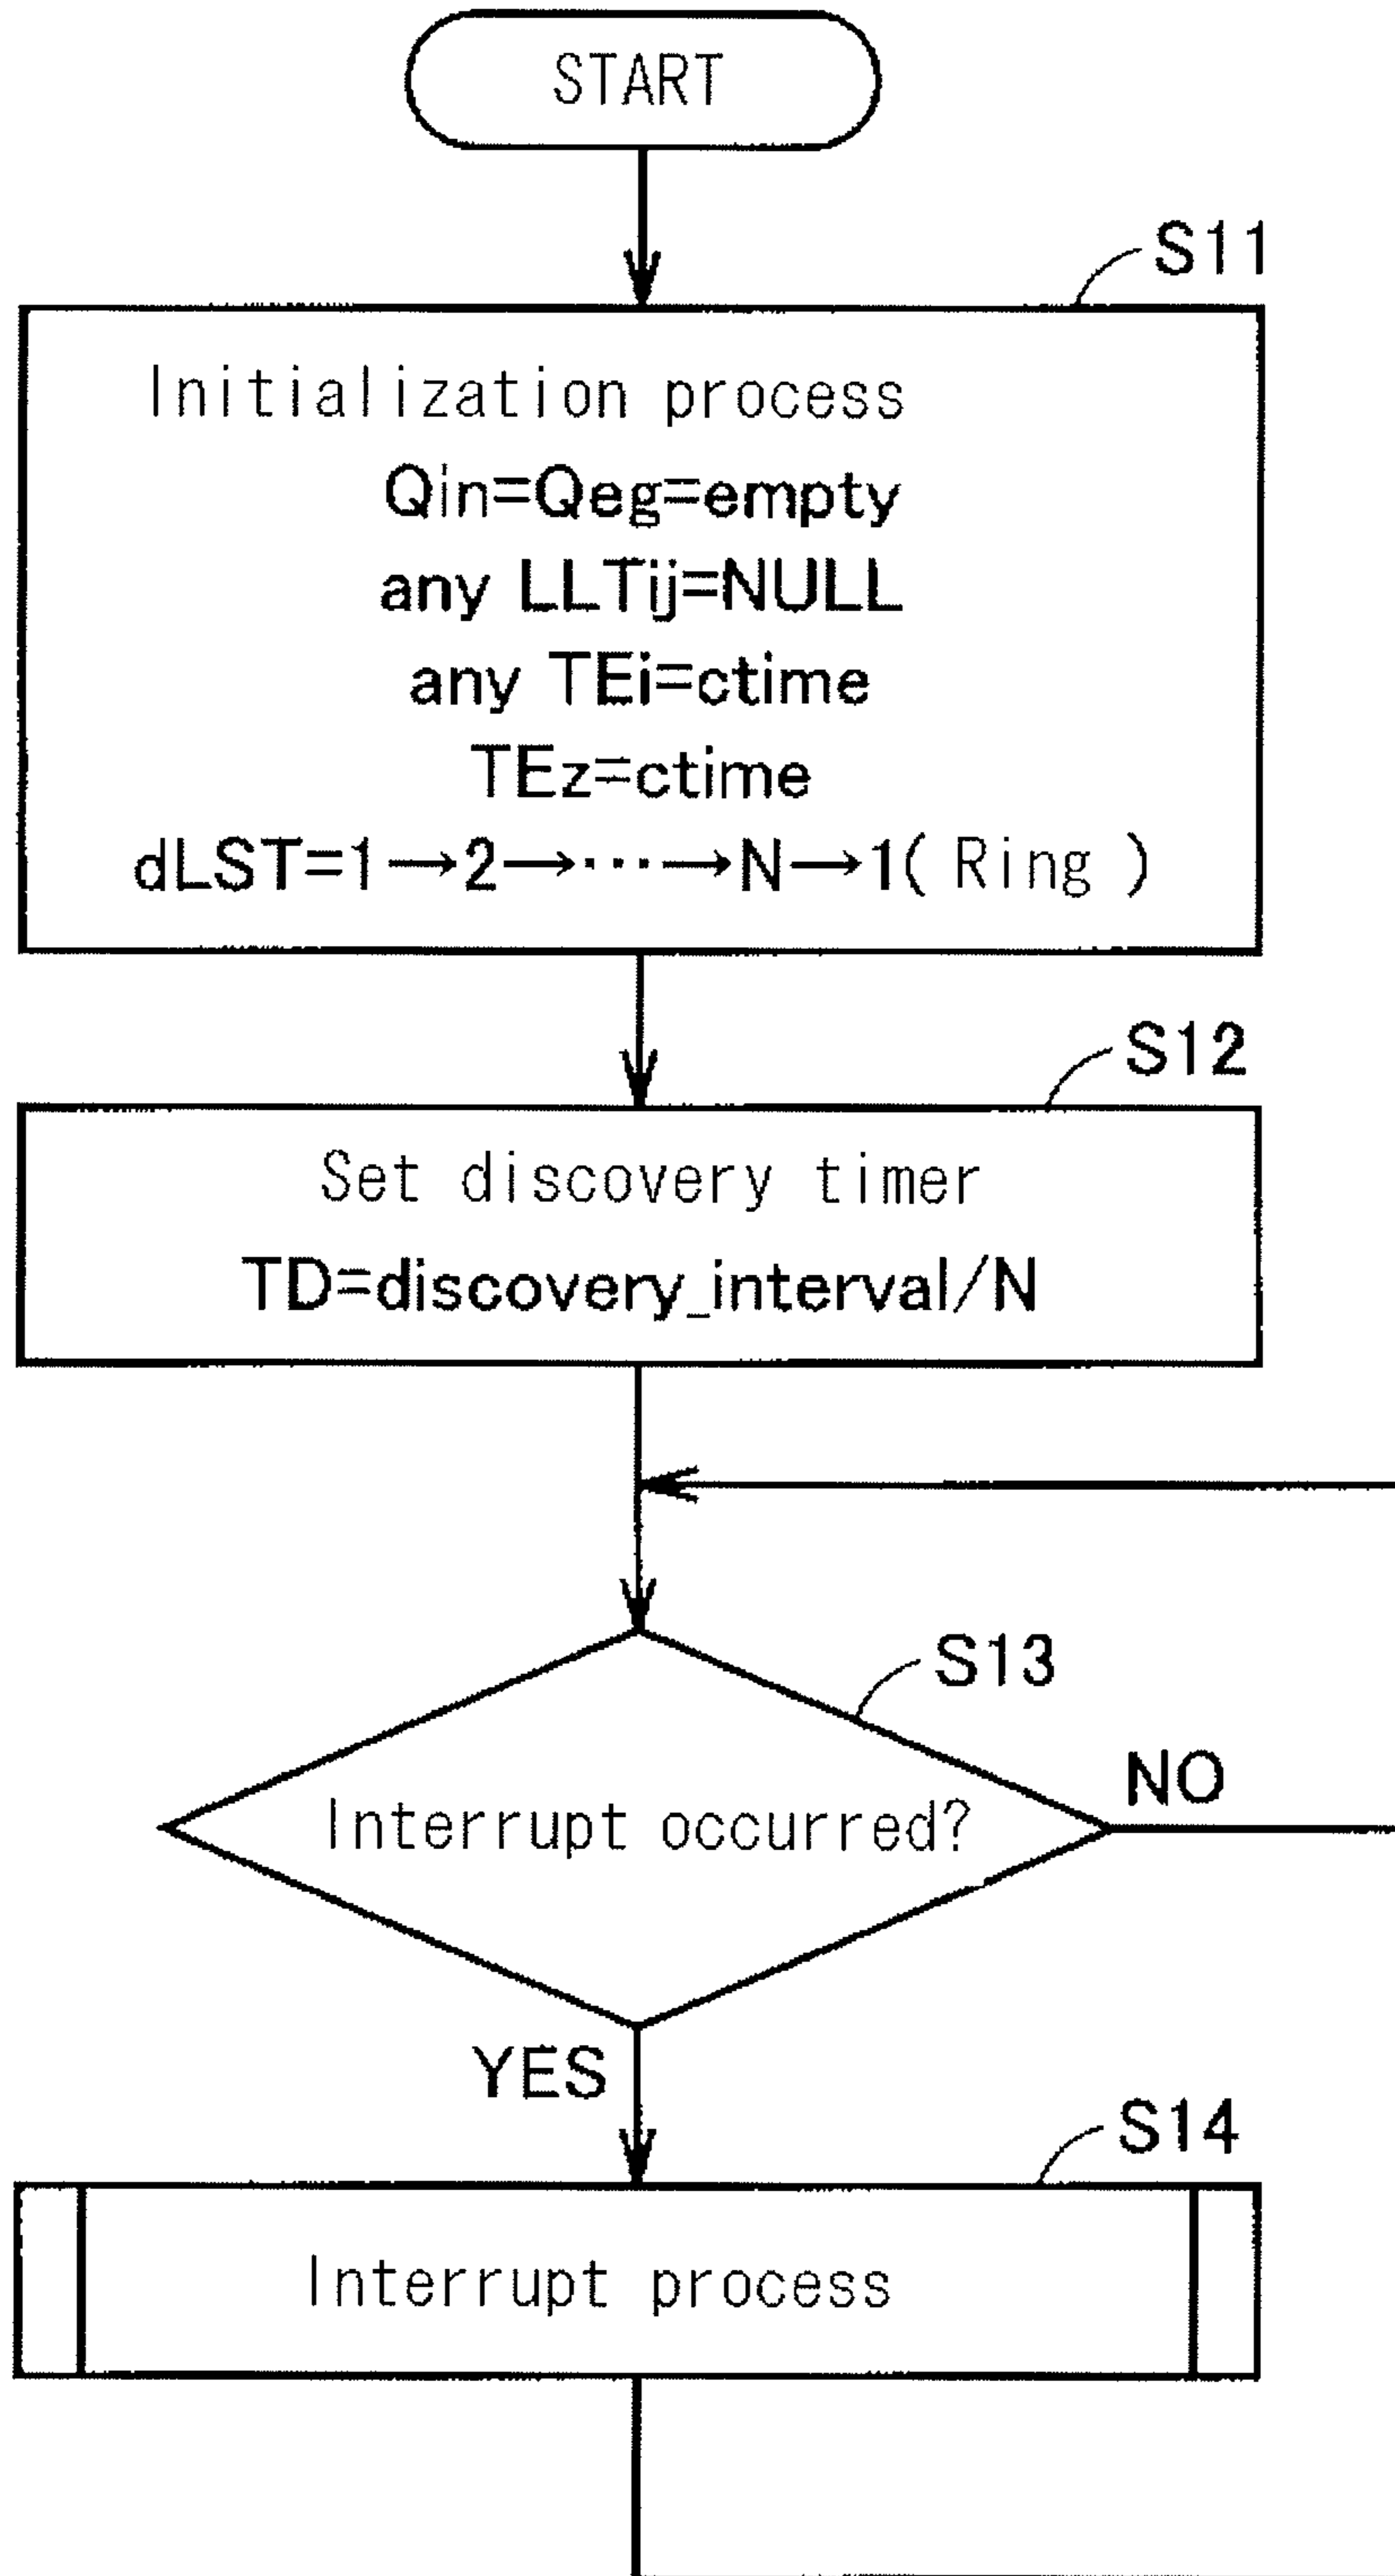 START
S11
Initialization process
Qin=Qeg=empty
any LLTij=NULL
any TEi=ctime
TEz=ctime
dLST=1→2→⋯→N→1( Ring )
S12
Set discovery timer
TD=discovery_interval/N
S13
NO
Interrupt occurred?
YES
S14
Interrupt process